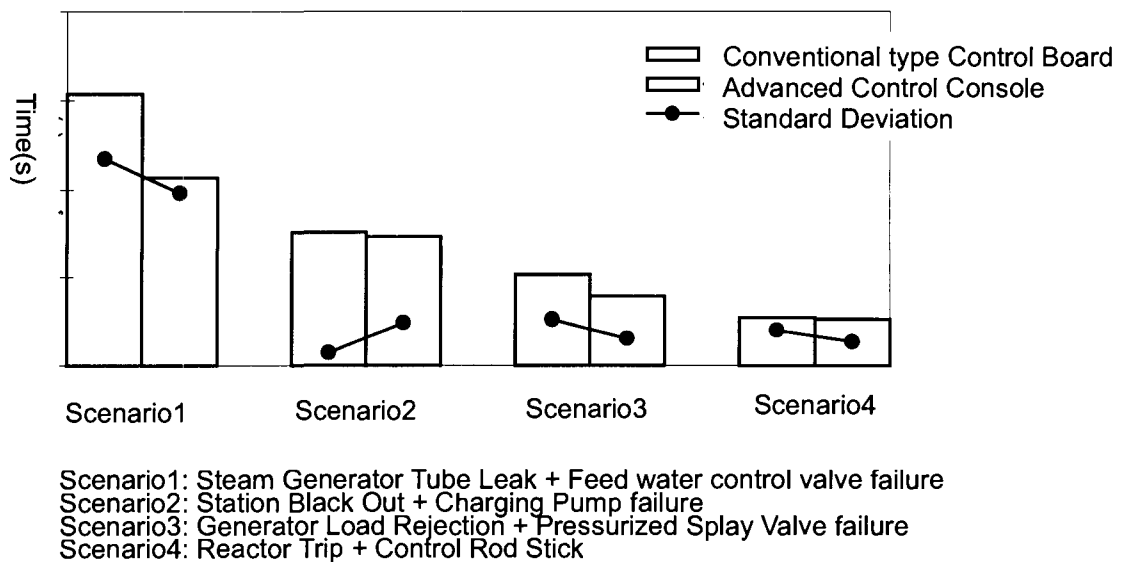 Conventional type Control Board
Advanced Control Console
Standard Deviation
Time(s)
Scenario1
Scenario2
Scenario3
Scenario4
Scenario1: Steam Generator Tube Leak + Feed water control valve failure
Scenario2: Station Black Out + Charging Pump failure
Scenario3: Generator Load Rejection + Pressurized Splay Valve failure
Scenario4: Reactor Trip + Control Rod Stick